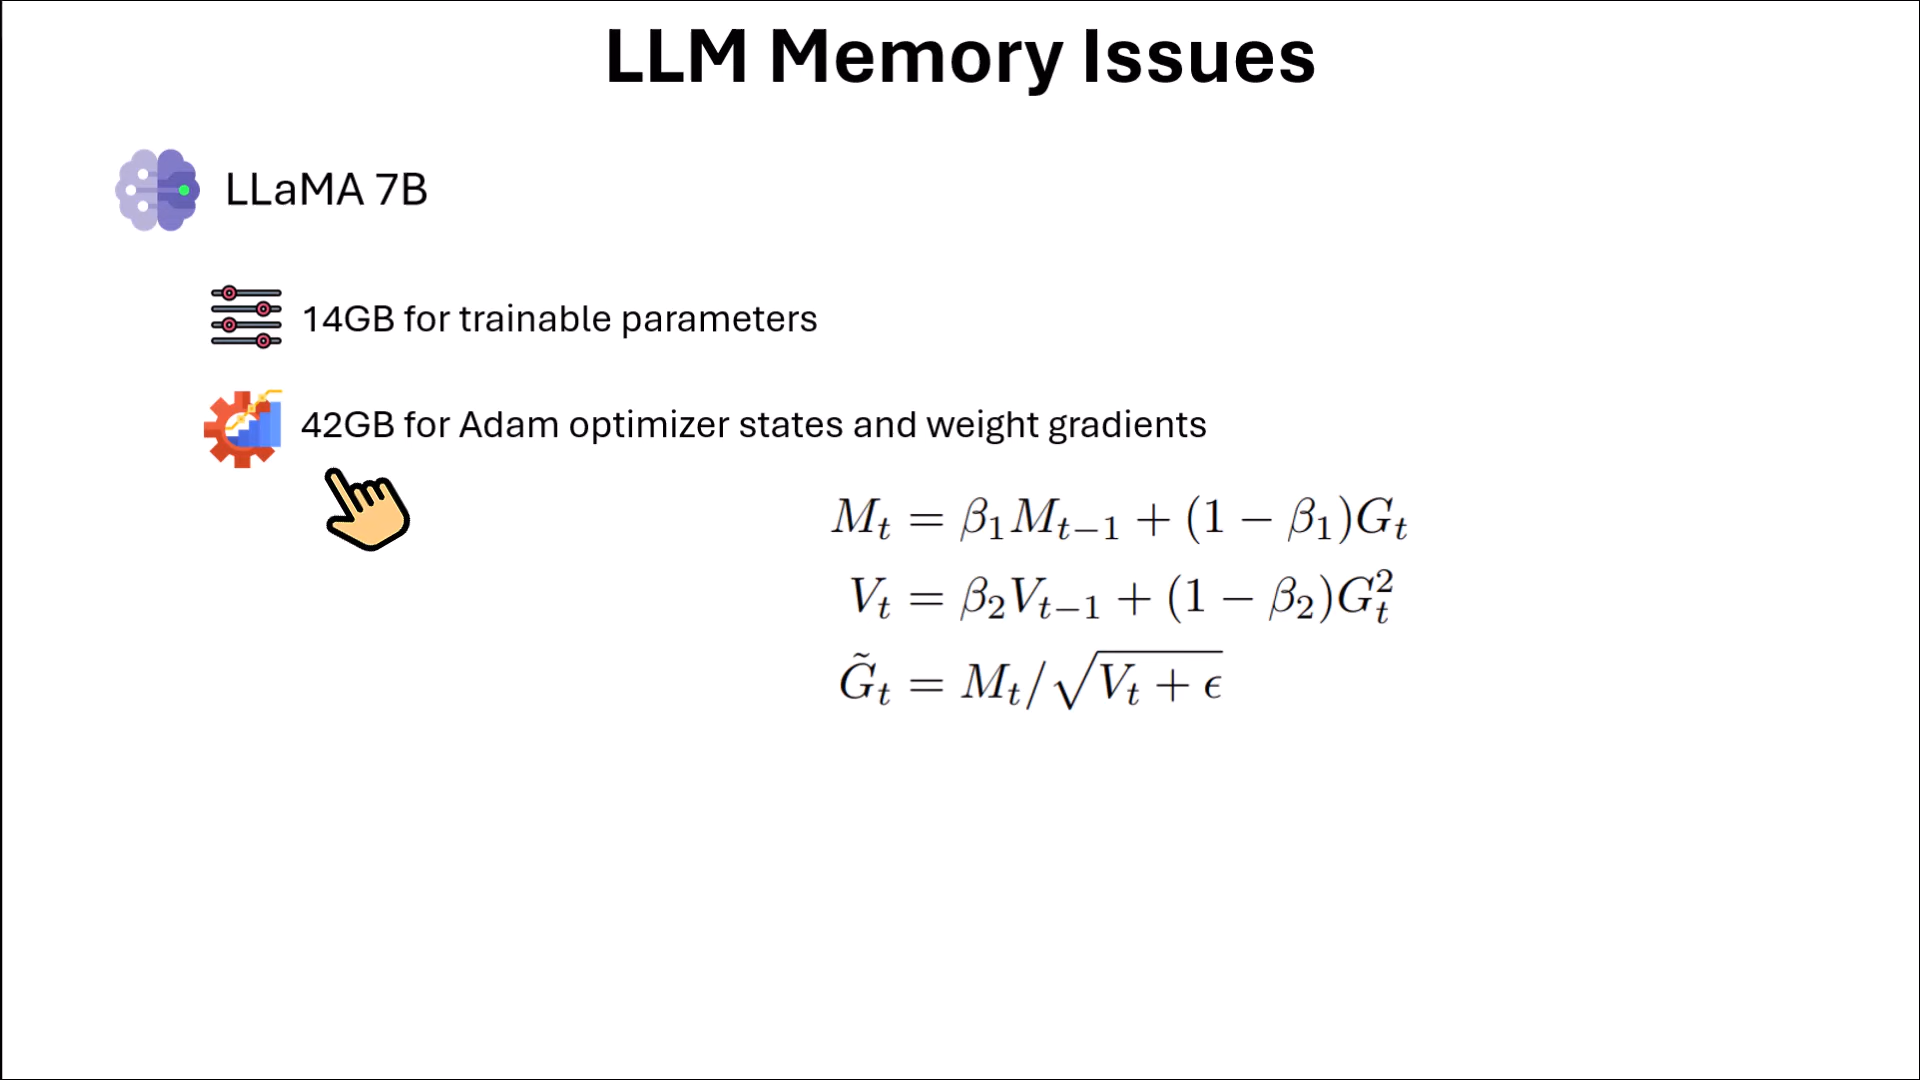 LLM Memory Issues
LLaMA 7B
14GB for trainable parameters
42GB for Adam optimizer states and weight gradients
M_t = β_1 M_{t−1} + (1 − β_1)G_t
V_t = β_2 V_{t−1} + (1 − β_2)G_t^2
G̃_t = M_t/√(V_t + ϵ)